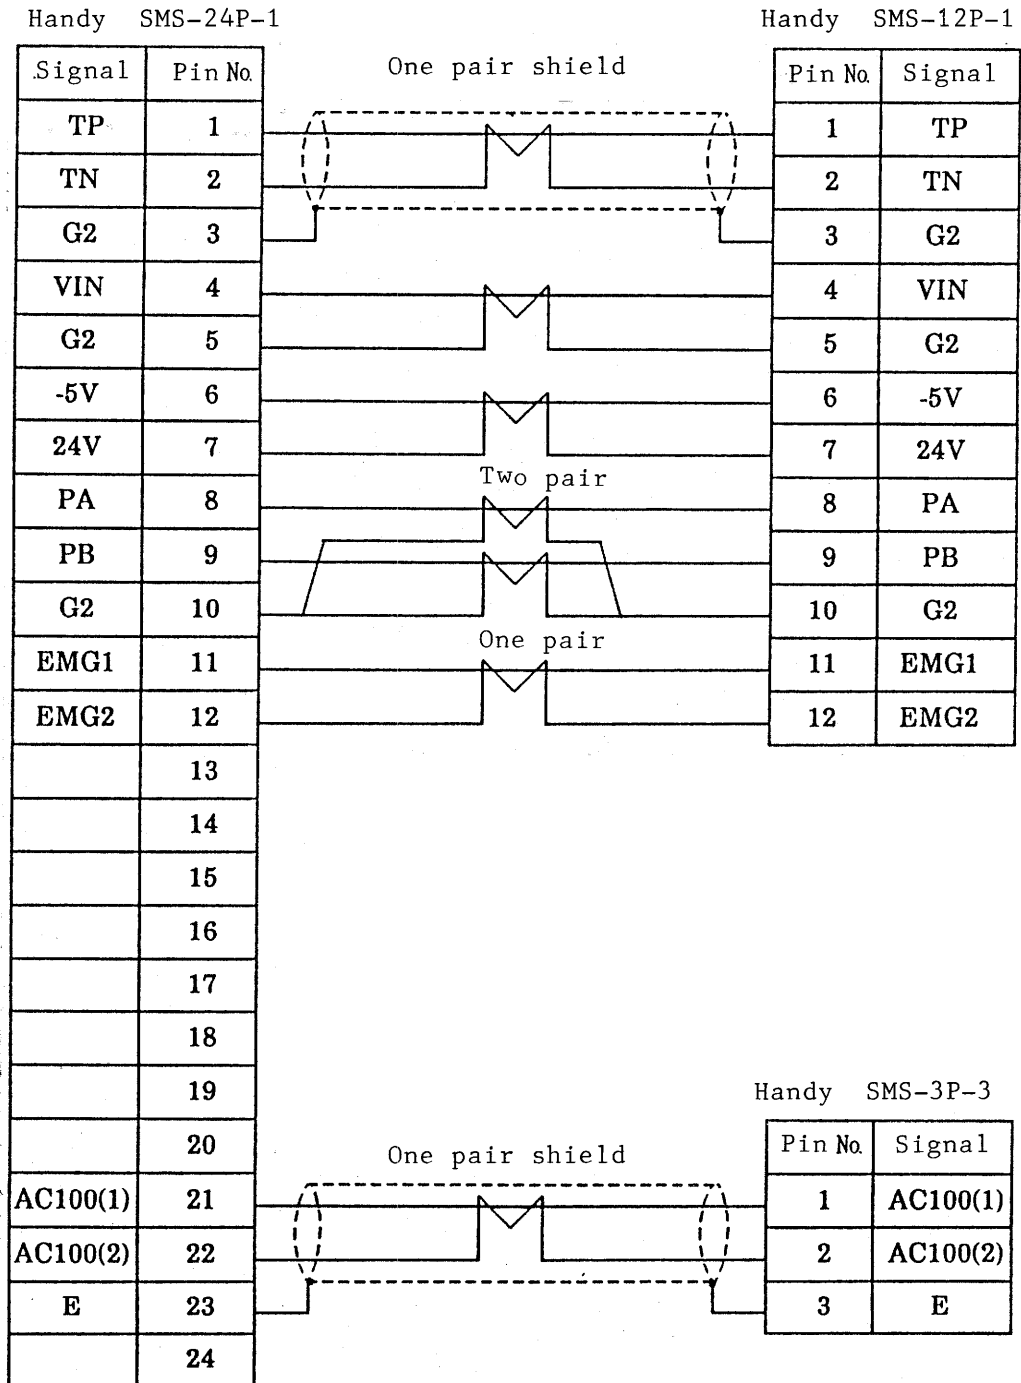 Handy SMS-24P-1 Handy SMS-12P-1
Signal Pin No. One pair shield Pin No. Signal
TP 1 1 TP
TN 2 2 TN
G2 3 3 G2
VIN 4 4 VIN
G2 5 5 G2
-5V 6 6 -5V
24V 7 7 24V
Two pair
PA 8 8 PA
PB 9 9 PB
G2 10 10 G2
One pair
EMG1 11 11 EMG1
EMG2 12 12 EMG2
13
14
15
16
17
18
19 Handy SMS-3P-3
20 One pair shield Pin No. Signal
AC100(1) 21 1 AC100(1)
AC100(2) 22 2 AC100(2)
E 23 3 E
24